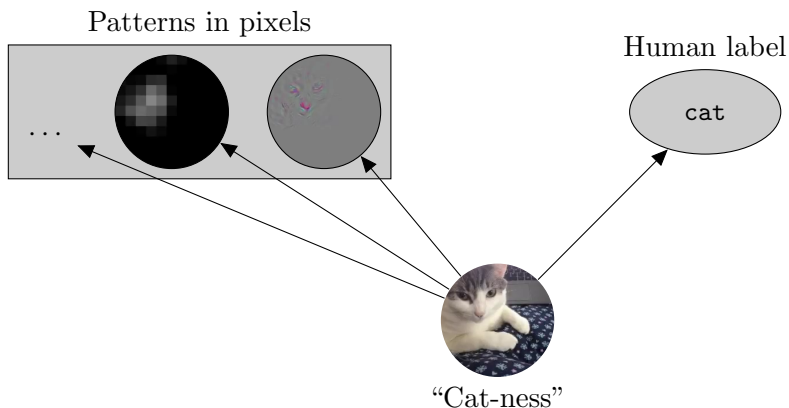 Patterns in pixels
Human label
...
cat
“Cat-ness”